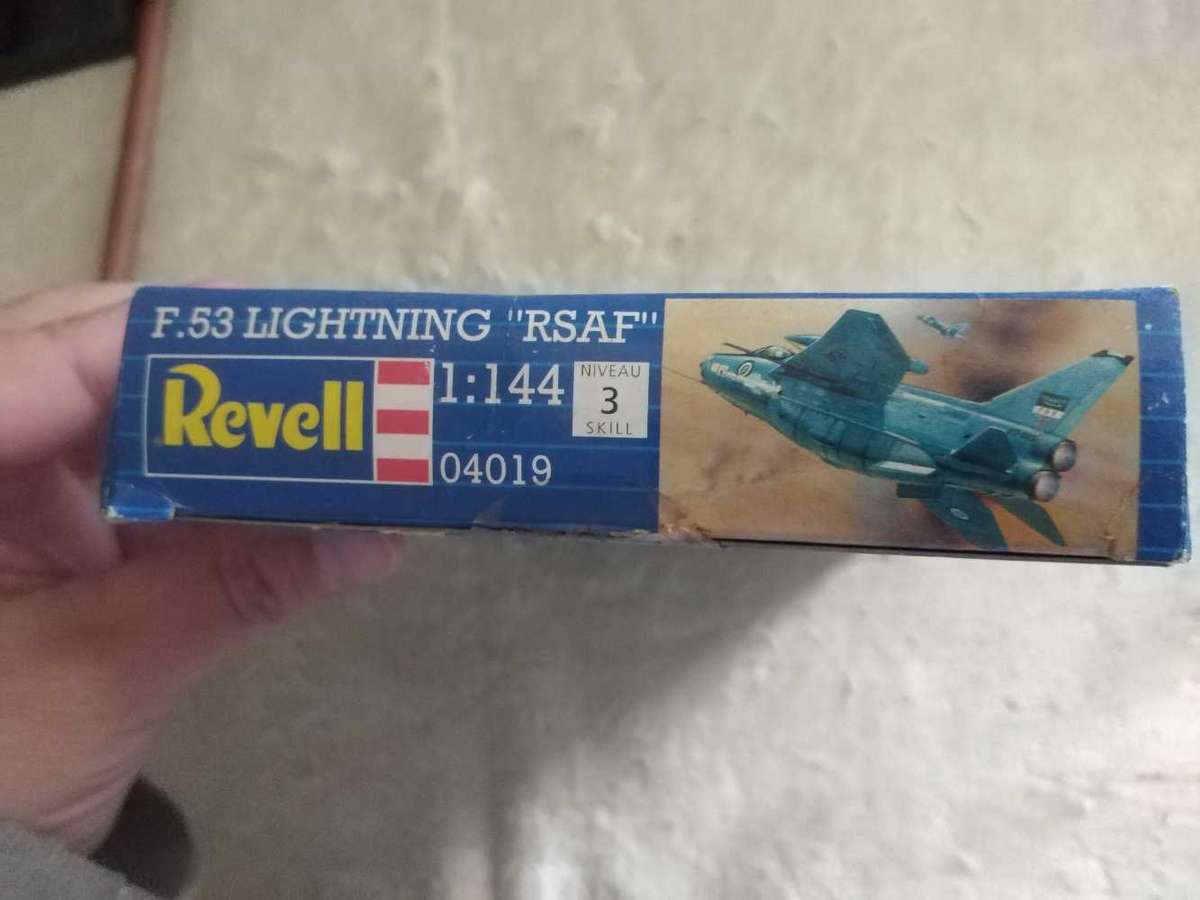 F.53 LIGHTNING "RSAF"
Revell
1:144
NIVEAU
3
SKILL
04019